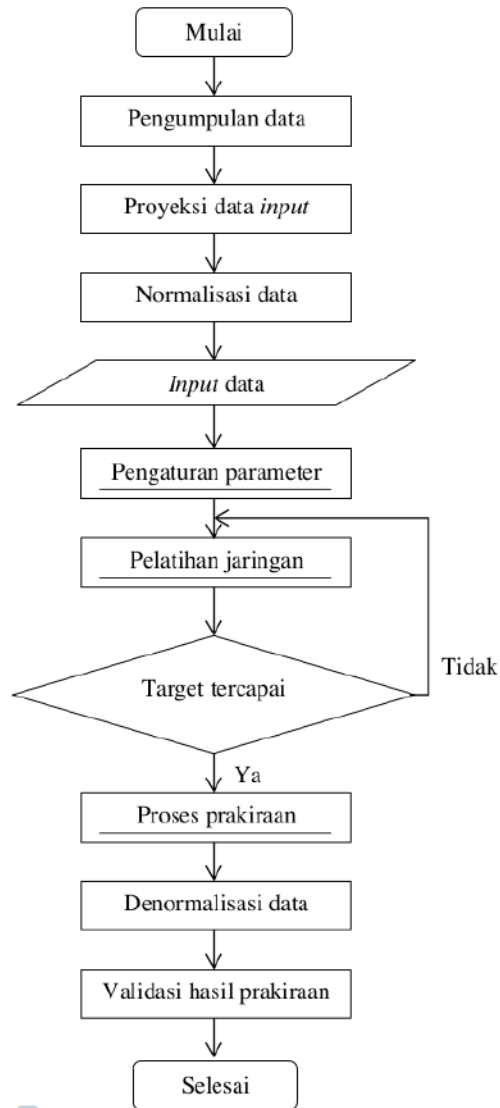 Mulai
Pengumpulan data
Proyeksi data input
Normalisasi data
Input data
Pengaturan parameter
Pelatihan jaringan
Target tercapai
Tidak
Ya
Proses prakiraan
Denormalisasi data
Validasi hasil prakiraan
Selesai